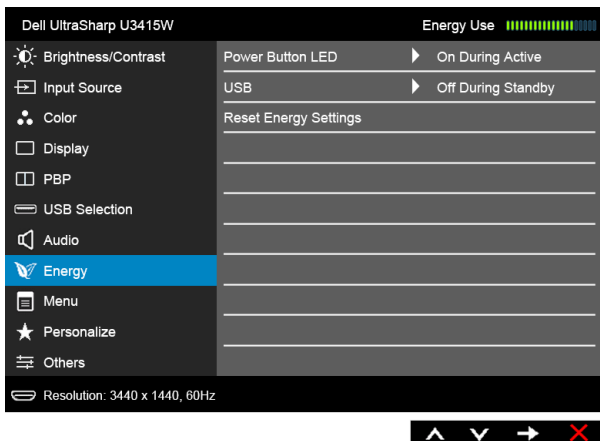 Dell UltraSharp U3415W
Energy Use
Brightness/Contrast
Power Button LED
On During Active
Input Source
USB
Off During Standby
Color
Reset Energy Settings
Display
PBP
USB Selection
Audio
Energy
Menu
Personalize
Others
Resolution: 3440 x 1440, 60Hz